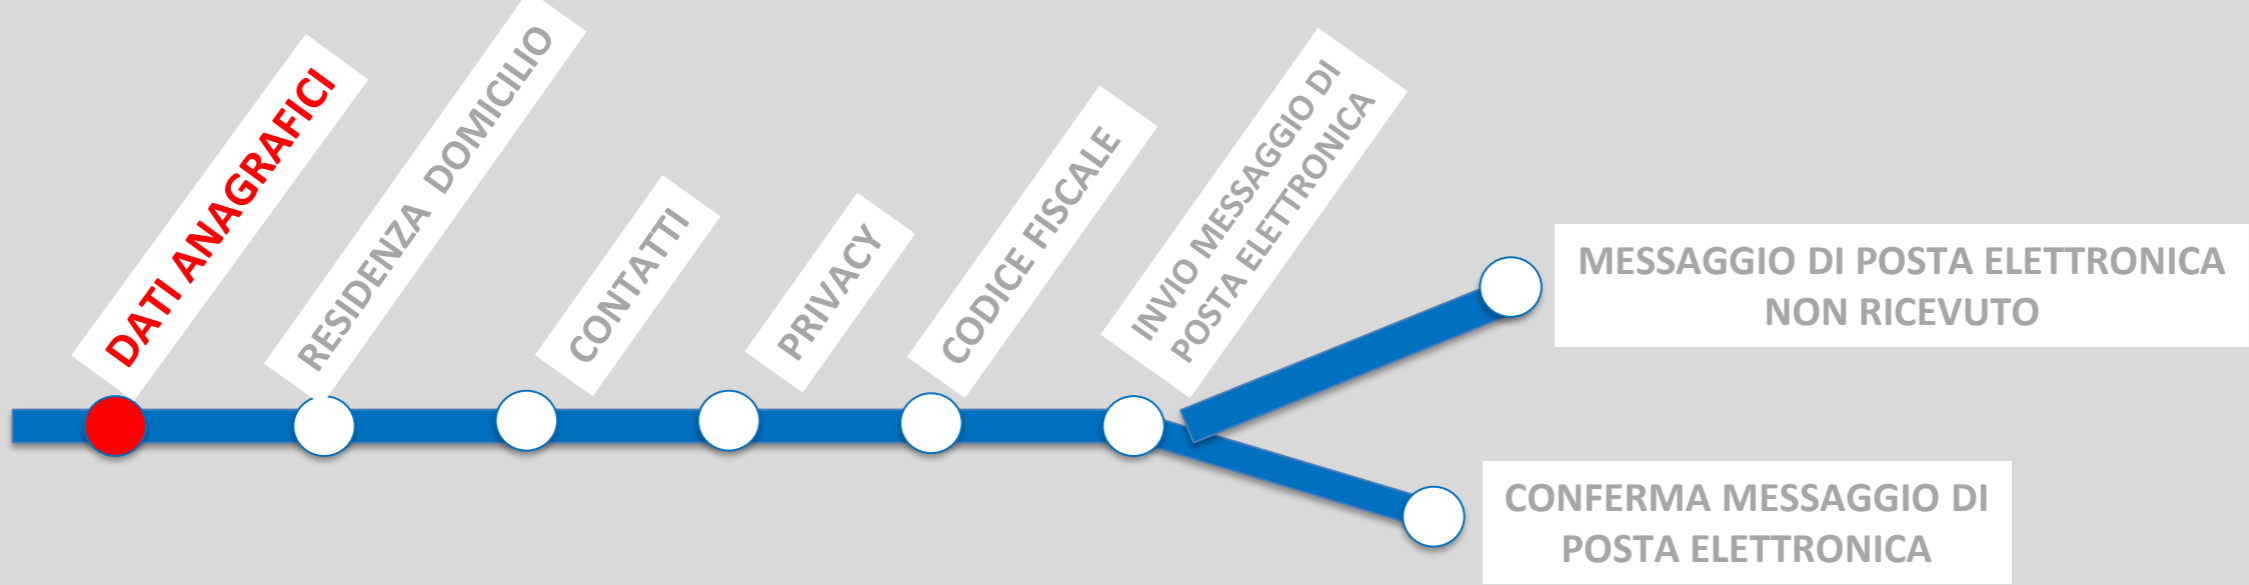 DATI ANAGRAFICI
RESIDENZA DOMICILIO
CONTATTI
PRIVACY
CODICE FISCALE
INVIO MESSAGGIO DI
POSTA ELETTRONICA
MESSAGGIO DI POSTA ELETTRONICA
NON RICEVUTO
CONFERMA MESSAGGIO DI
POSTA ELETTRONICA